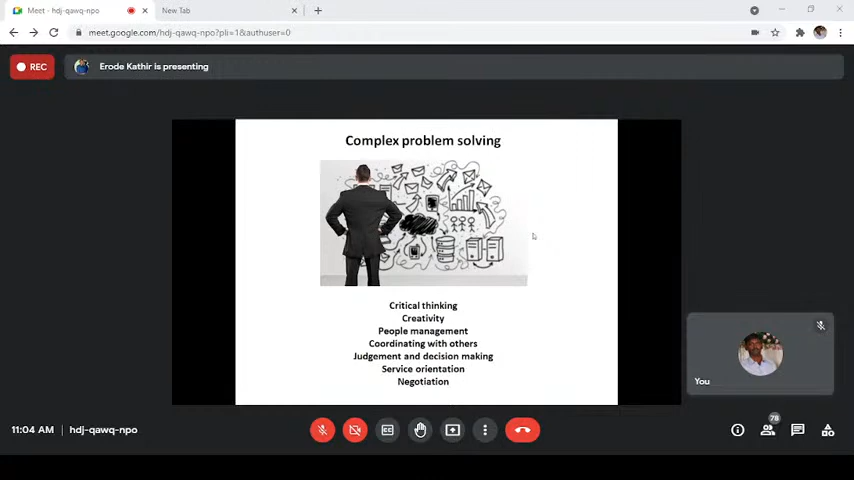 Meet - hdj-qawq-npo
New Tab
meet.google.com/hdj-qawq-npo?pli=1&authuser=0
REC
Erode Kathir is presenting
Complex problem solving
Critical thinking
Creativity
People management
Coordinating with others
Judgement and decision making
Service orientation
Negotiation
You
11:04 AM | hdj-qawq-npo
78